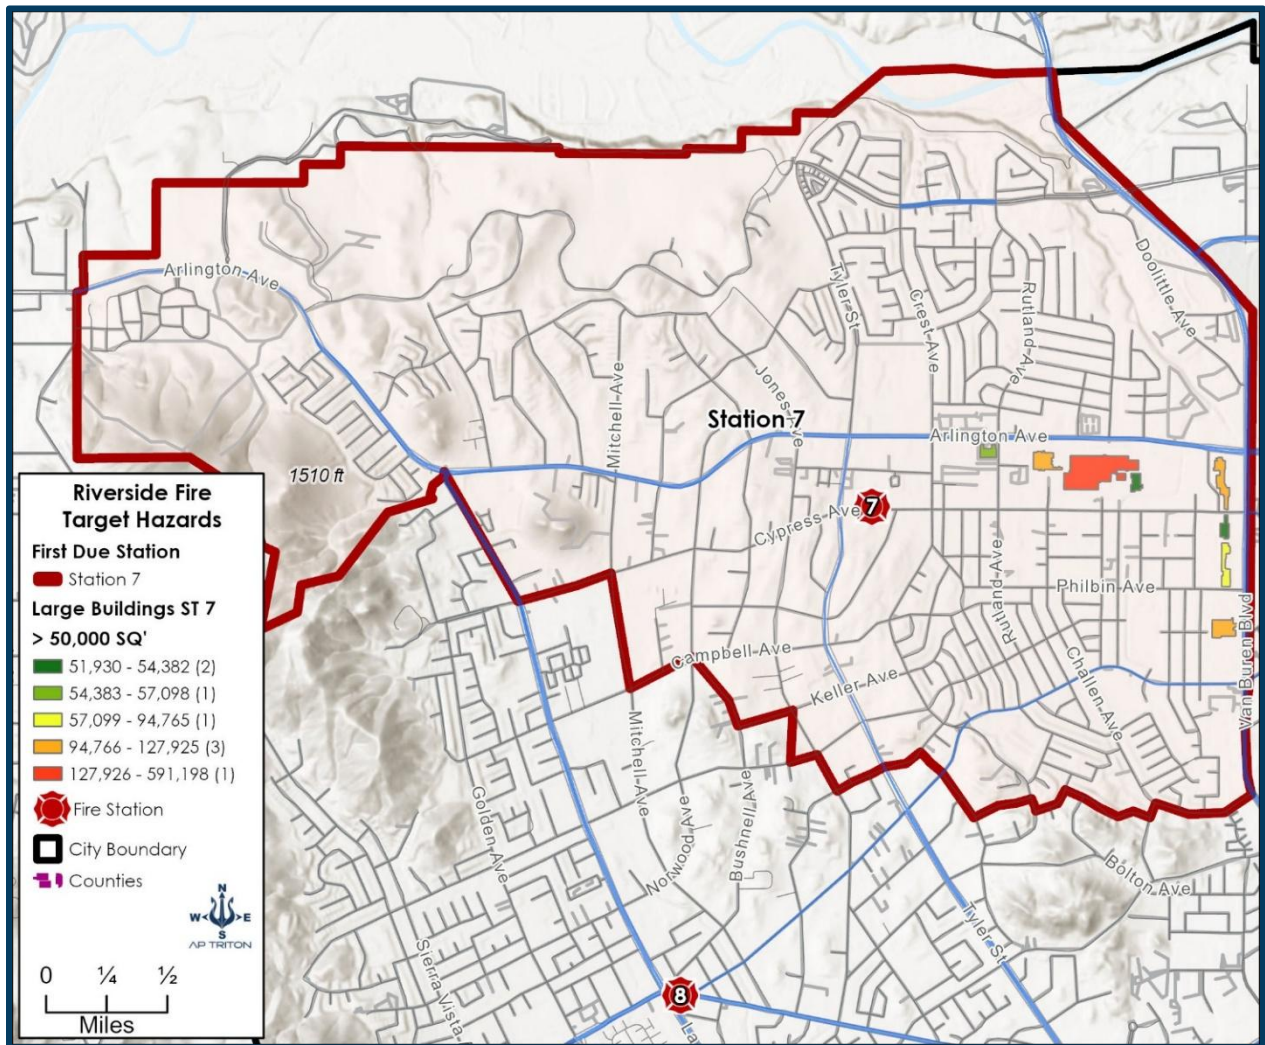 Arlington Ave
Tyler St
Crest Ave
Rutland Ave
Doolittle Ave
Mitchell Ave
Jones Ave
Station 7
Arlington Ave
1510 ft
7
Cypress Ave
Philbin Ave
Rutland Ave
Van Buren Blvd
Campbell Ave
Keller Ave
Challen Ave
Mitchell Ave
Golden Ave
Norwood Ave
Bushnell Ave
Bolton Ave
Tyler St
Sierra Vista
8
Riverside Fire
Target Hazards
First Due Station
Station 7
Large Buildings ST 7
> 50,000 SQ'
51,930 - 54,382 (2)
54,383 - 57,098 (1)
57,099 - 94,765 (1)
94,766 - 127,925 (3)
127,926 - 591,198 (1)
Fire Station
City Boundary
Counties
N
W E
S
AP TRITON
0 ¼ ½
Miles